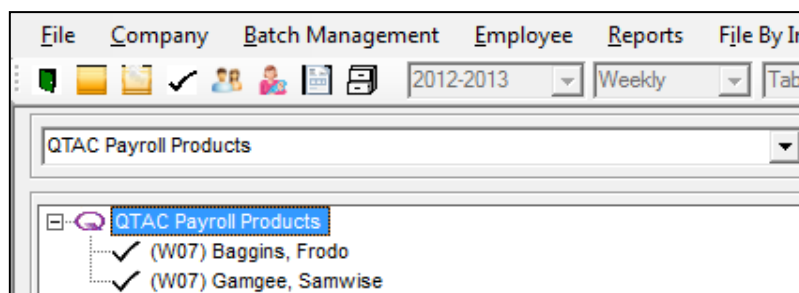 File Company Batch Management Employee Reports File By In
2012-2013 Weekly Tab
QTAC Payroll Products
QTAC Payroll Products
(W07) Baggins, Frodo
(W07) Gamgee, Samwise